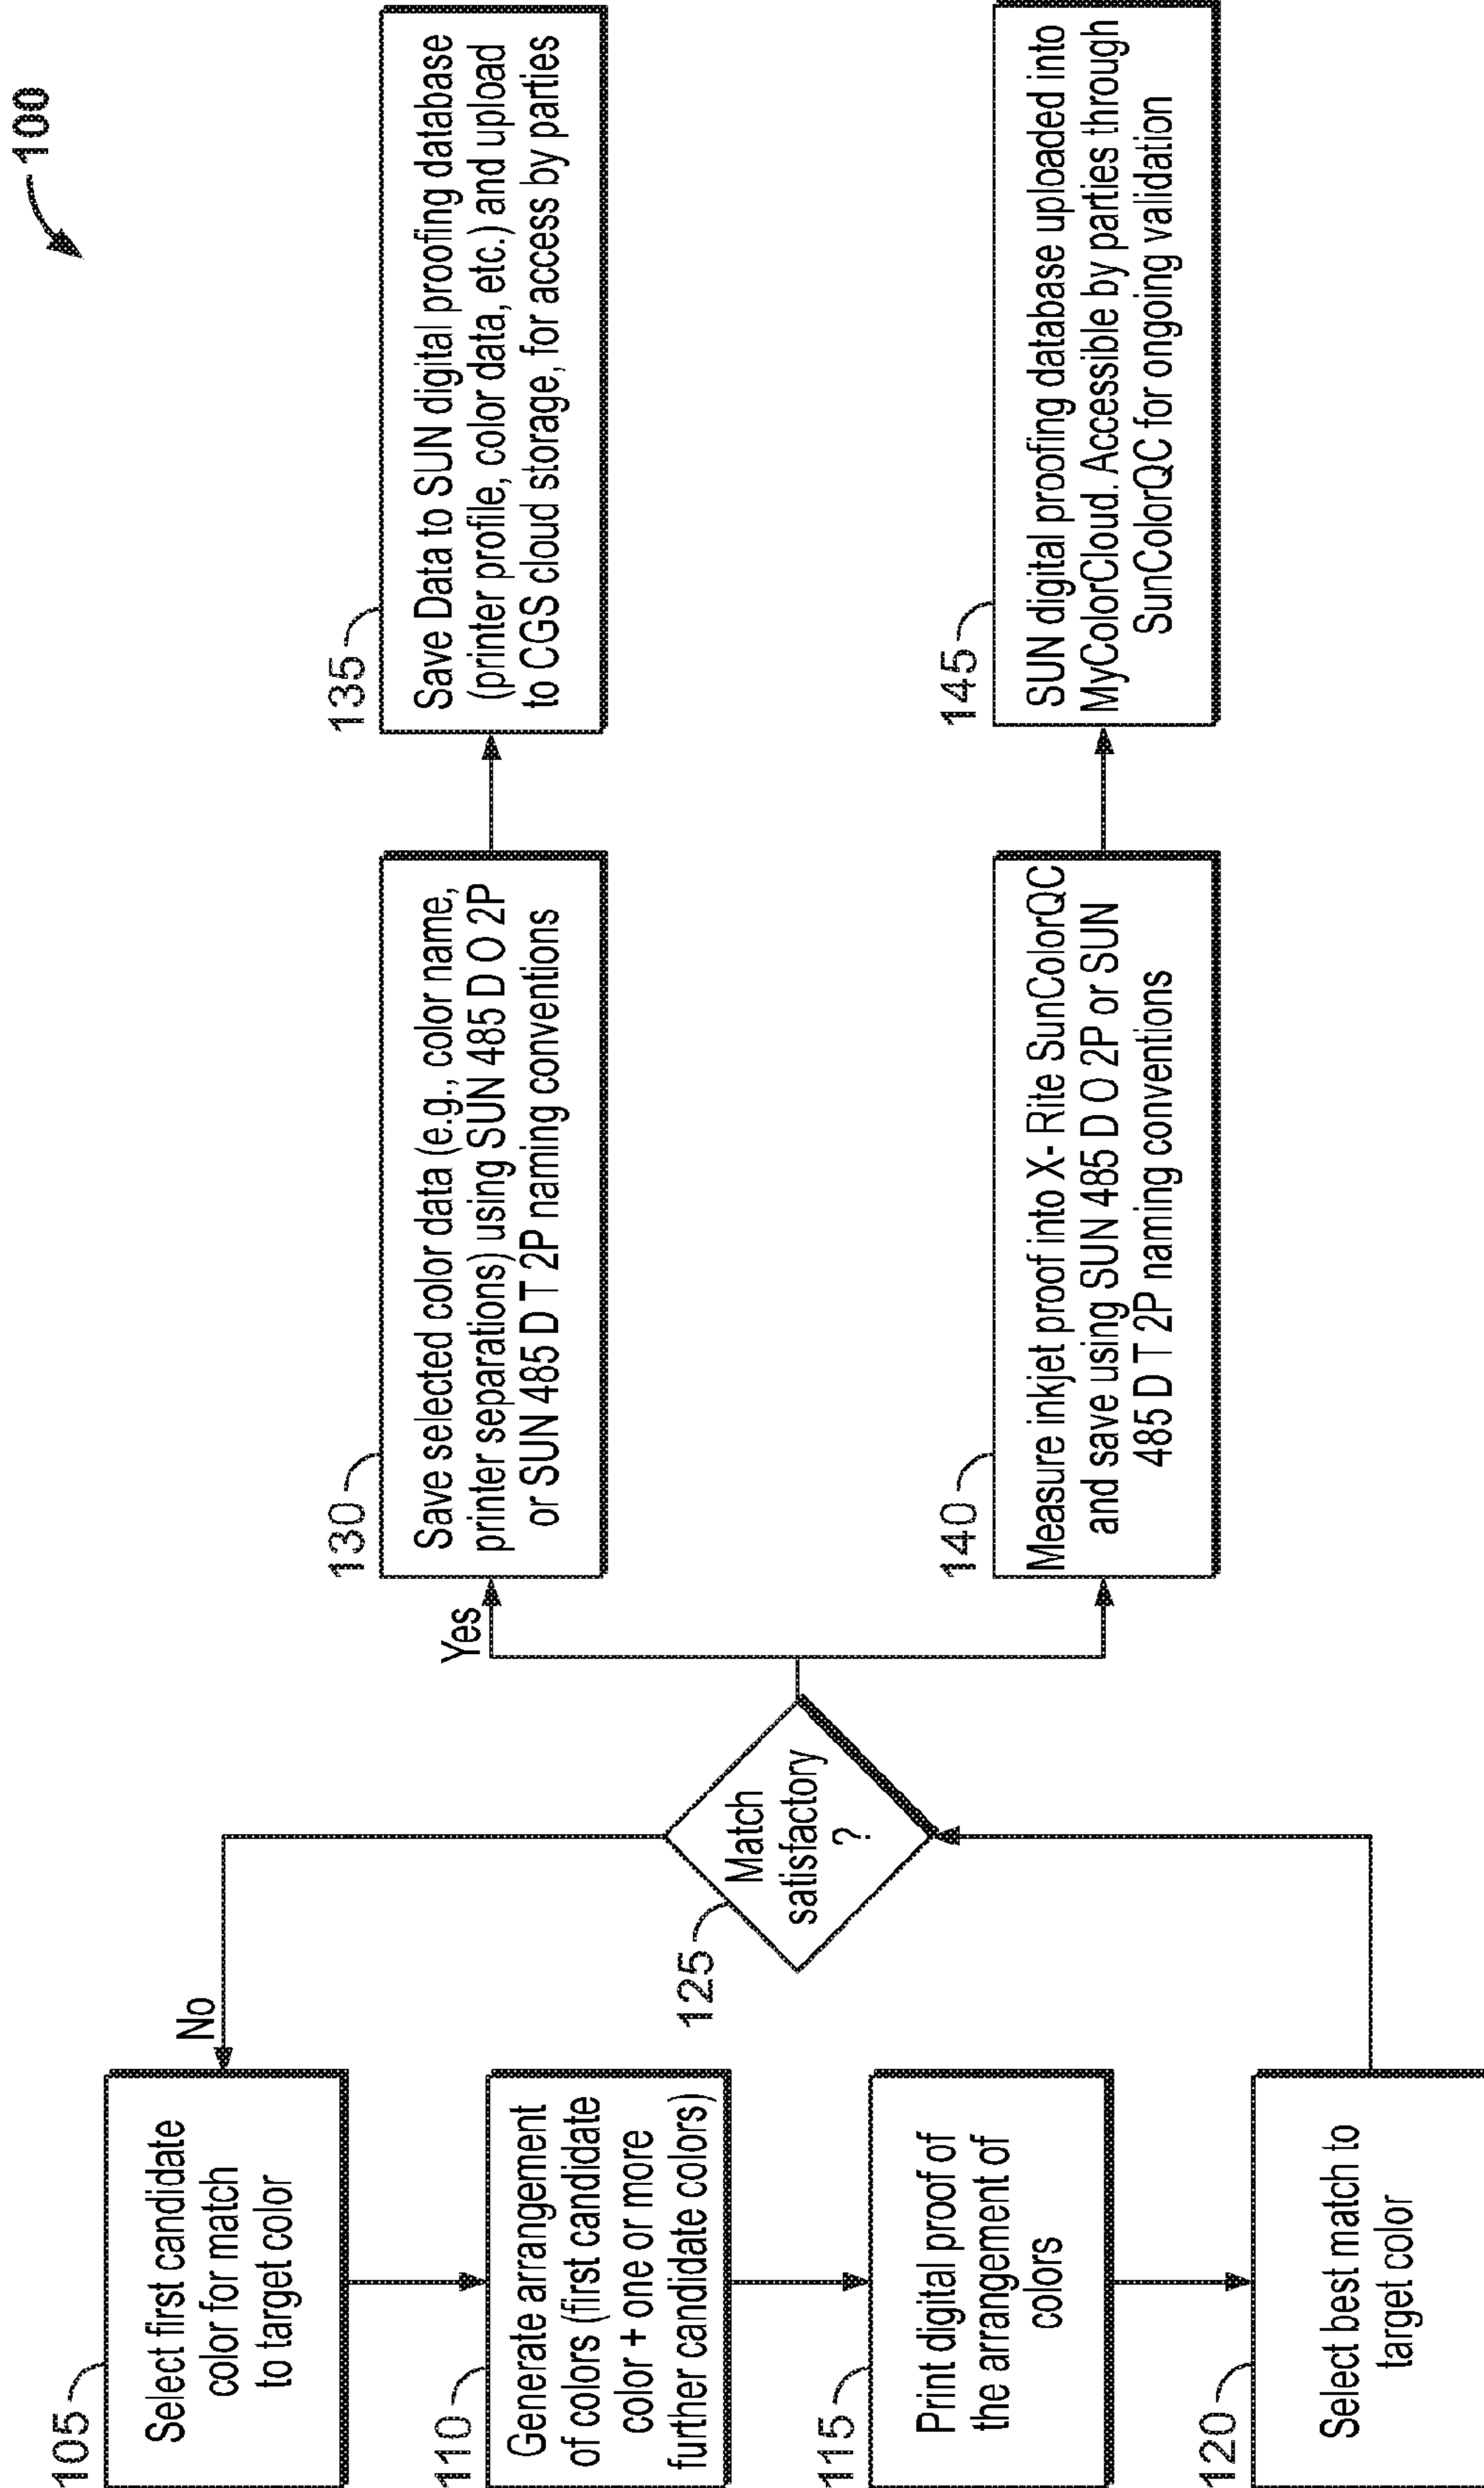 100
105
Select first candidate
color for match
to target color
110
Generate arrangement
of colors (first candidate
color + one or more
further candidate colors)
115
Print digital proof of
the arrangement of
colors
120
Select best match to
target color
125
Match
satisfactory
?
No
Yes
130
Save selected color data (e.g., color name,
printer separations) using SUN 485 D O 2P
or SUN 485 D T 2P naming conventions
135
Save Data to SUN digital proofing database
(printer profile, color data, etc.) and upload
to CGS cloud storage, for access by parties
140
Measure inkjet proof into X- Rite SunColorQC
and save using SUN 485 D O 2P or SUN
485 D T 2P naming conventions
145
SUN digital proofing database uploaded into
MyColorCloud. Accessible by parties through
SunColorQC for ongoing validation